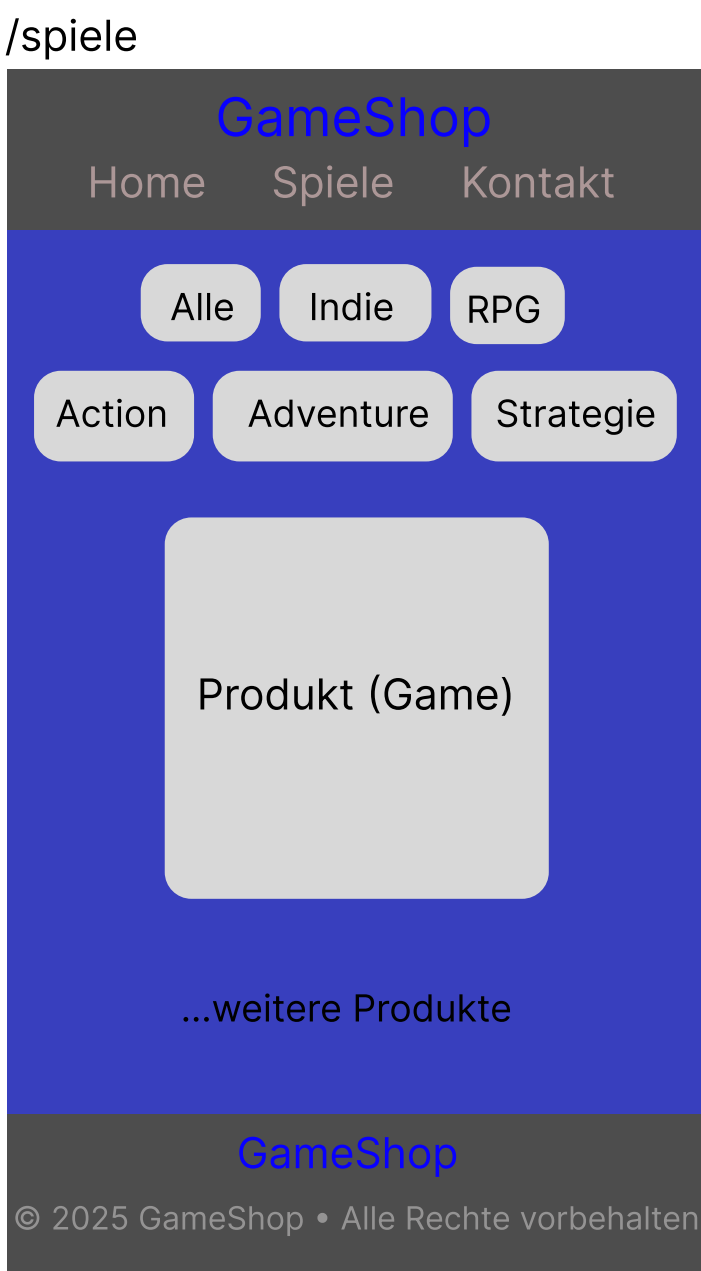 /spiele
GameShop
Home Spiele Kontakt
Alle Indie RPG
Action Adventure Strategie
Produkt (Game)
...weitere Produkte
GameShop
© 2025 GameShop • Alle Rechte vorbehalten